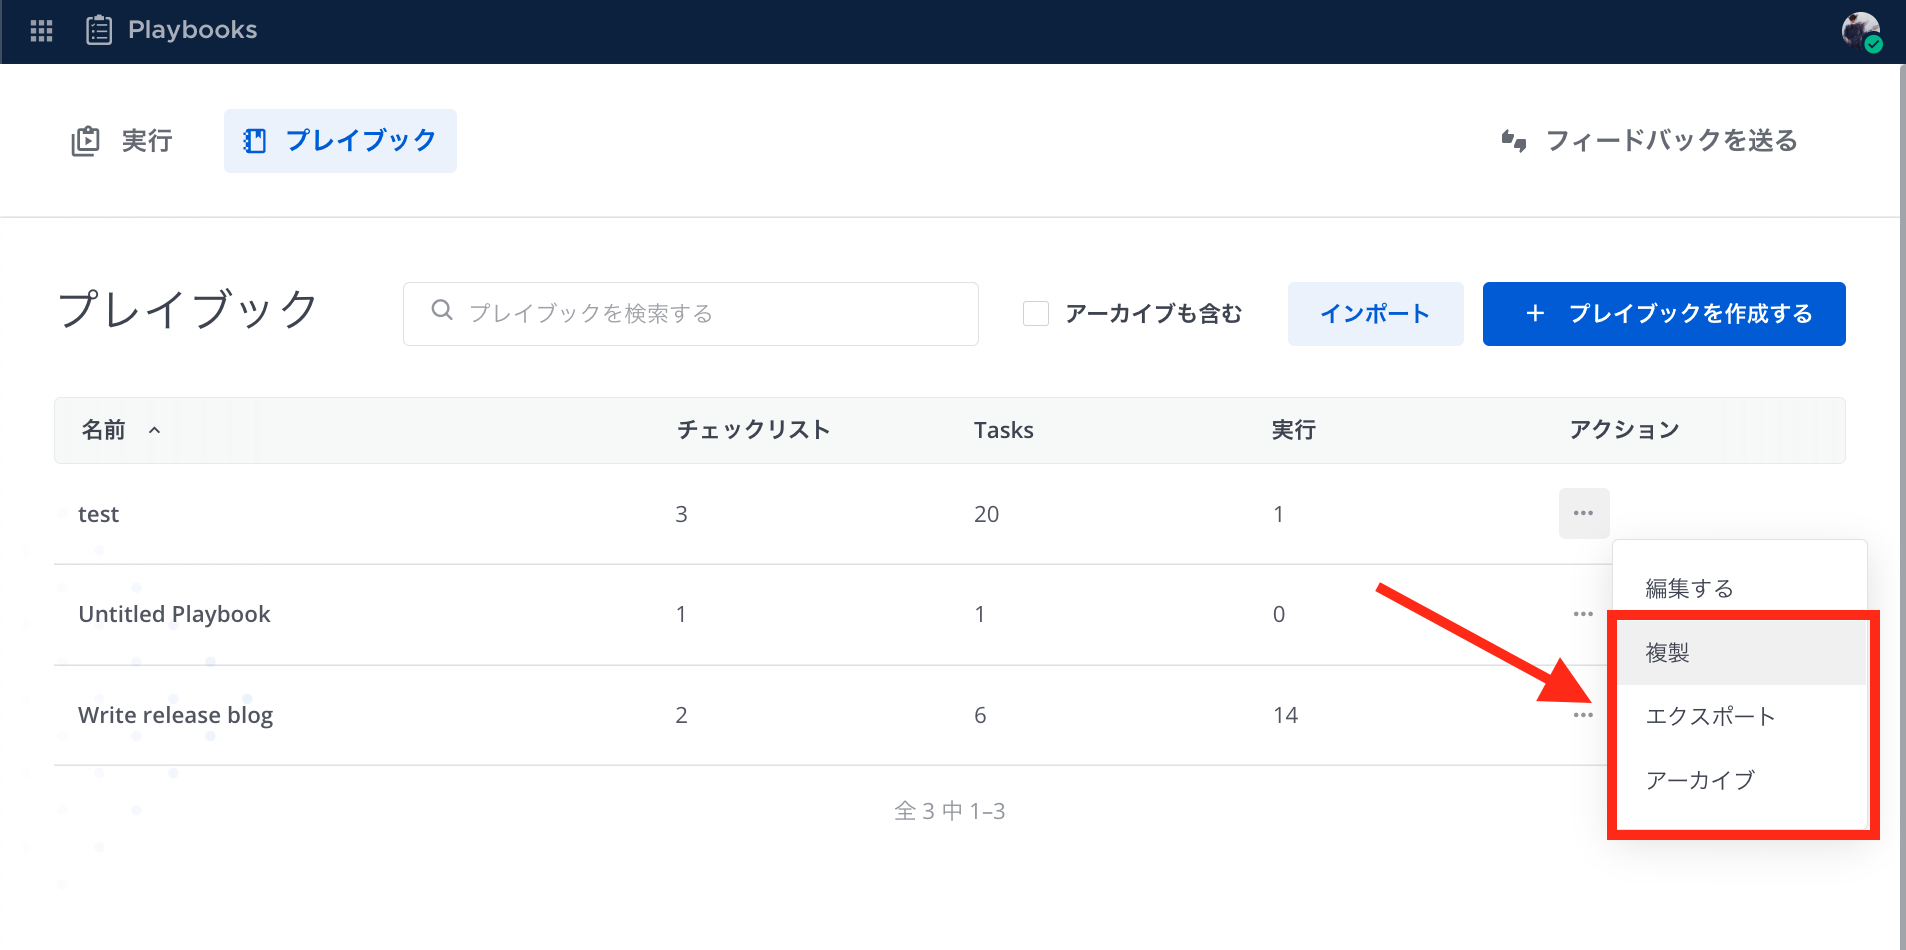 Playbooks
実行 プレイブック フィードバックを送る
プレイブック プレイブックを検索する アーカイブも含む インポート + プレイブックを作成する
名前 チェックリスト Tasks 実行 アクション
test 3 20 1 ...
編集する
Untitled Playbook 1 1 0 ...
複製
Write release blog 2 6 14 ...
エクスポート
アーカイブ
全 3 中 1–3